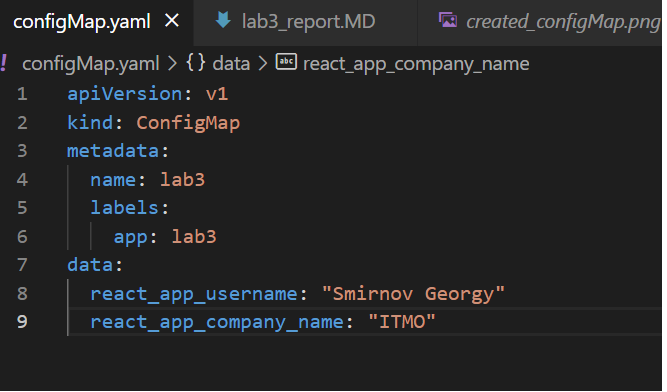 configMap.yaml lab3_report.MD created_configMap.png
! configMap.yaml > {} data > abc react_app_company_name
1 apiVersion: v1
2 kind: ConfigMap
3 metadata:
4 name: lab3
5 labels:
6 app: lab3
7 data:
8 react_app_username: "Smirnov Georgy"
9 react_app_company_name: "ITMO"